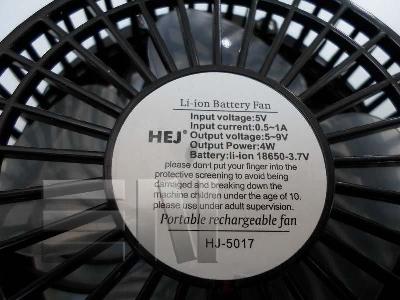 Li-ion Battery Fan
Input voltage:5V
Input current:0.5~1A
HEJ® Output voltage:5~9V
Output Power:4W
Battery:li-ion 18650-3.7V
please don't put your finger into the
protective screening to avoid being
damaged and breaking down the
machine children under the age of 10.
please use under adult supervision.
Portable rechargeable fan
HJ-5017